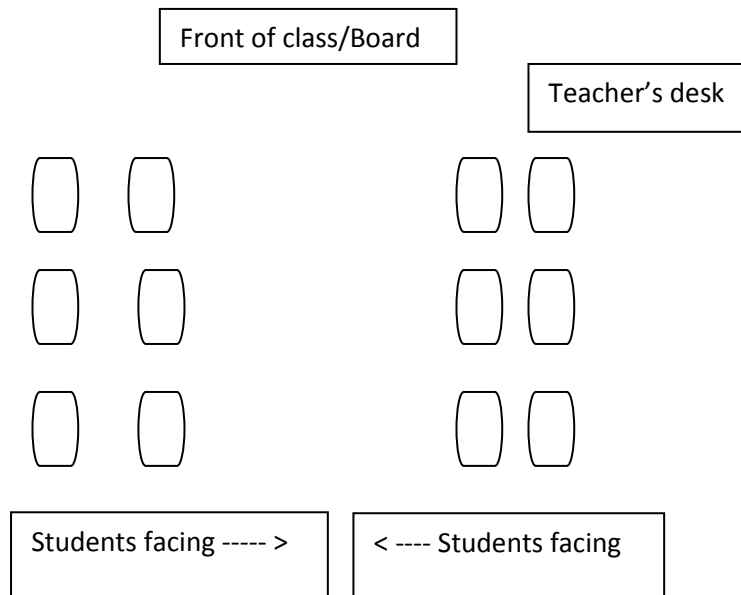 Front of class/Board
Teacher’s desk
Students facing ----- >
< ---- Students facing